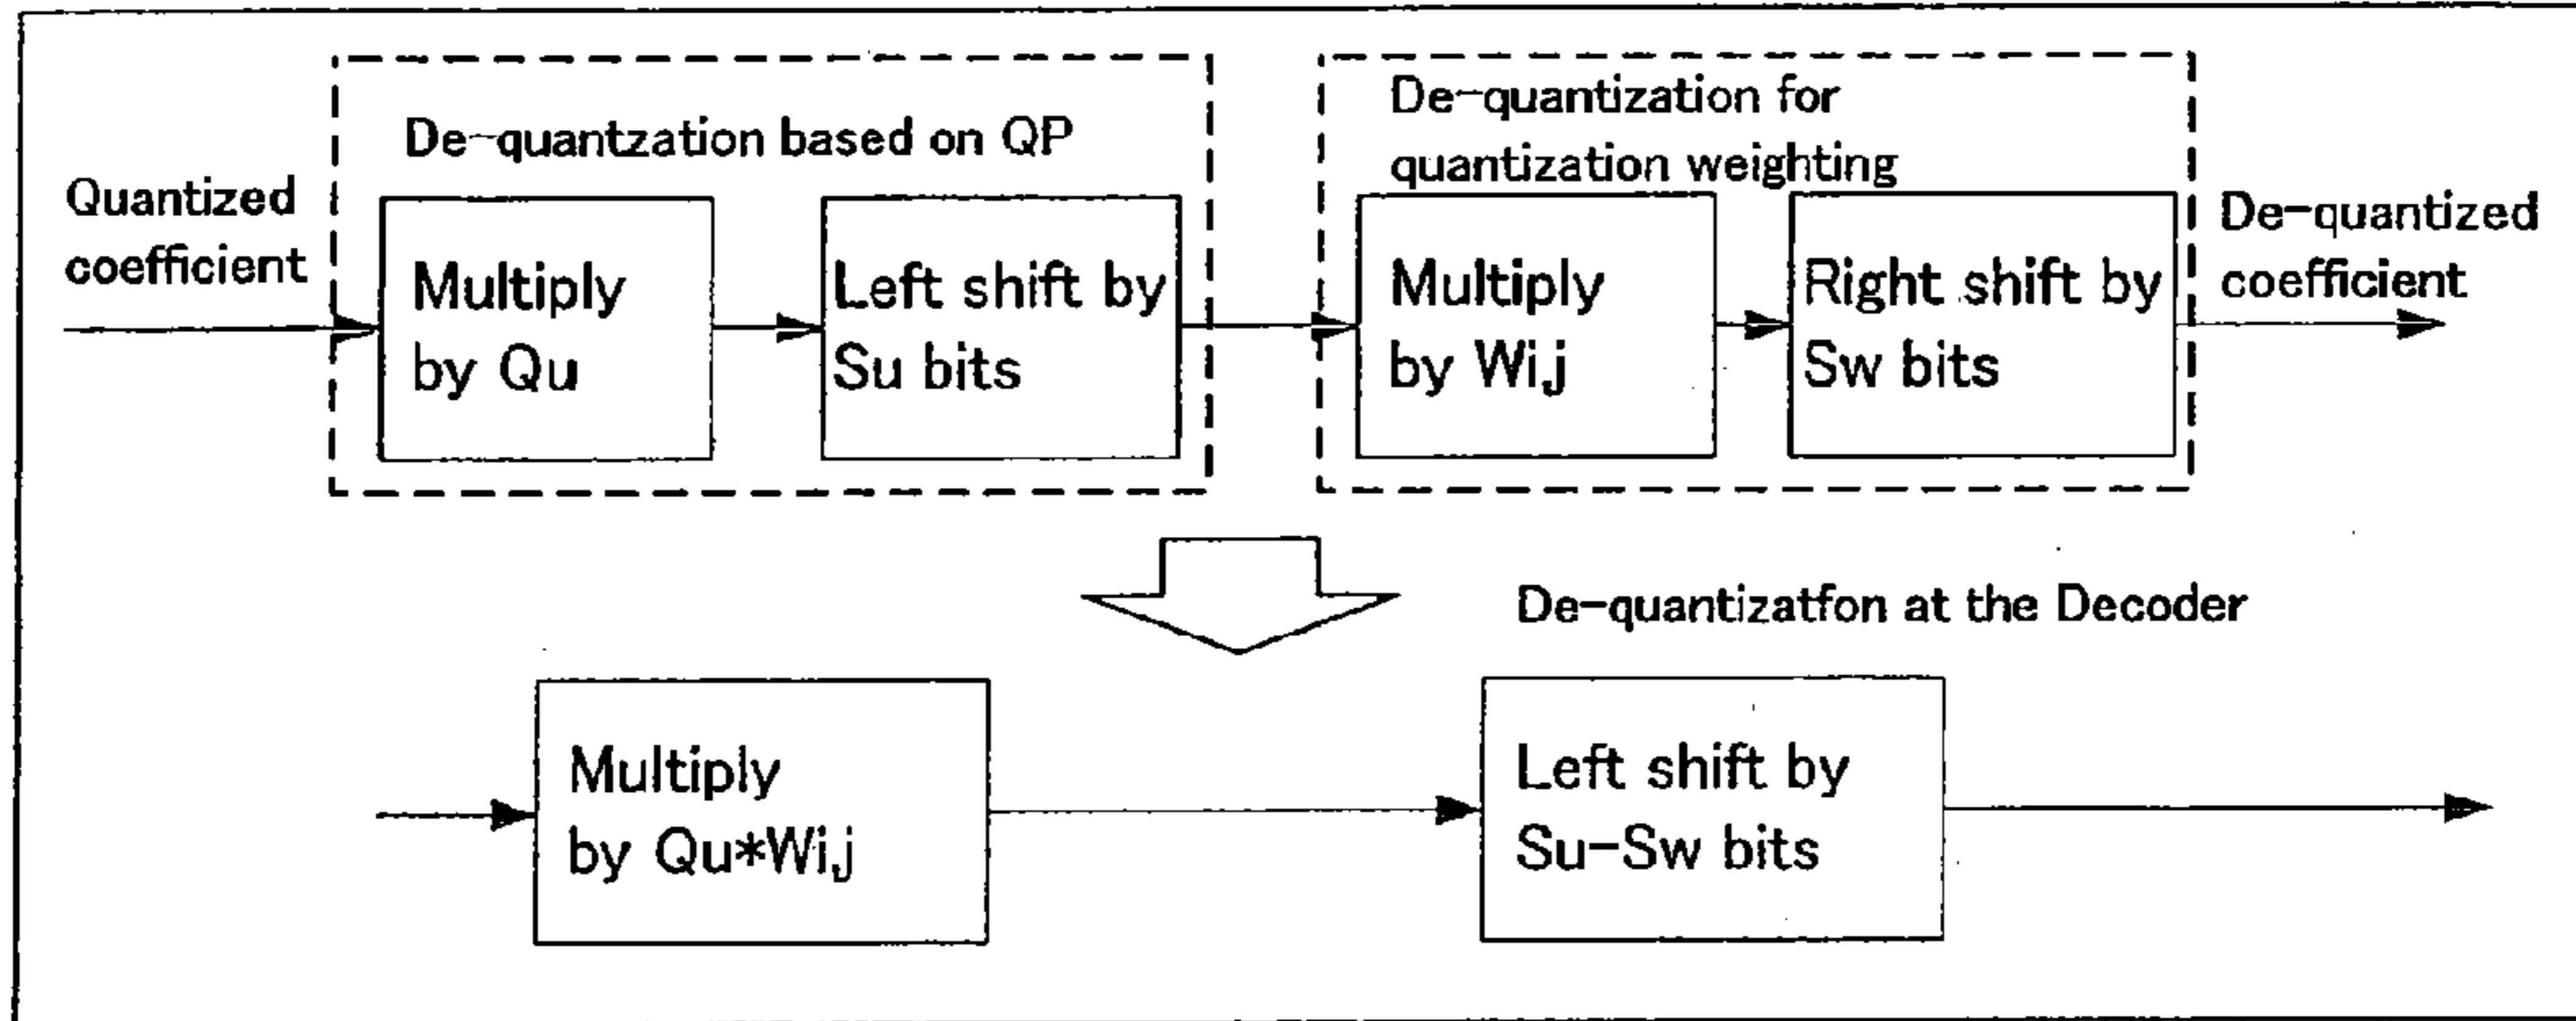 De-quantzation based on QP
De-quantization for
quantization weighting
Quantized
coefficient
Multiply
by Qu
Left shift by
Su bits
Multiply
by Wi,j
Right shift by
Sw bits
De-quantized
coefficient
De-quantizatfon at the Decoder
Multiply
by Qu*Wi,j
Left shift by
Su-Sw bits